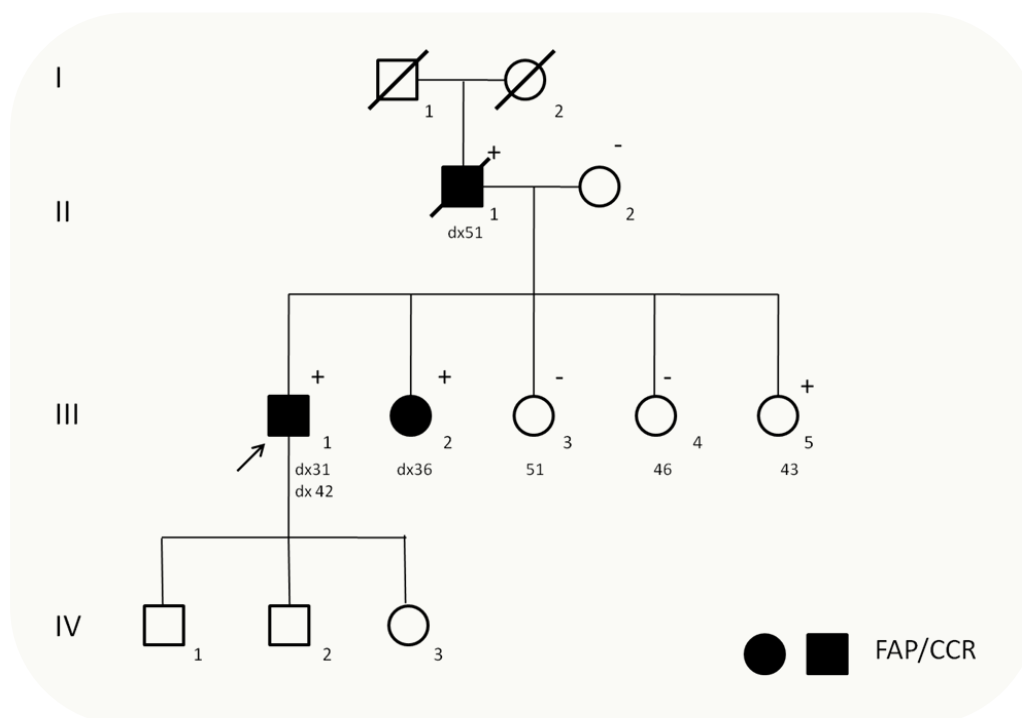 I
1 2
+ -
II
1 2
dx51
+ + - - +
III
1 2 3 4 5
dx31 dx36 51 46 43
dx 42
IV
1 2 3
FAP/CCR